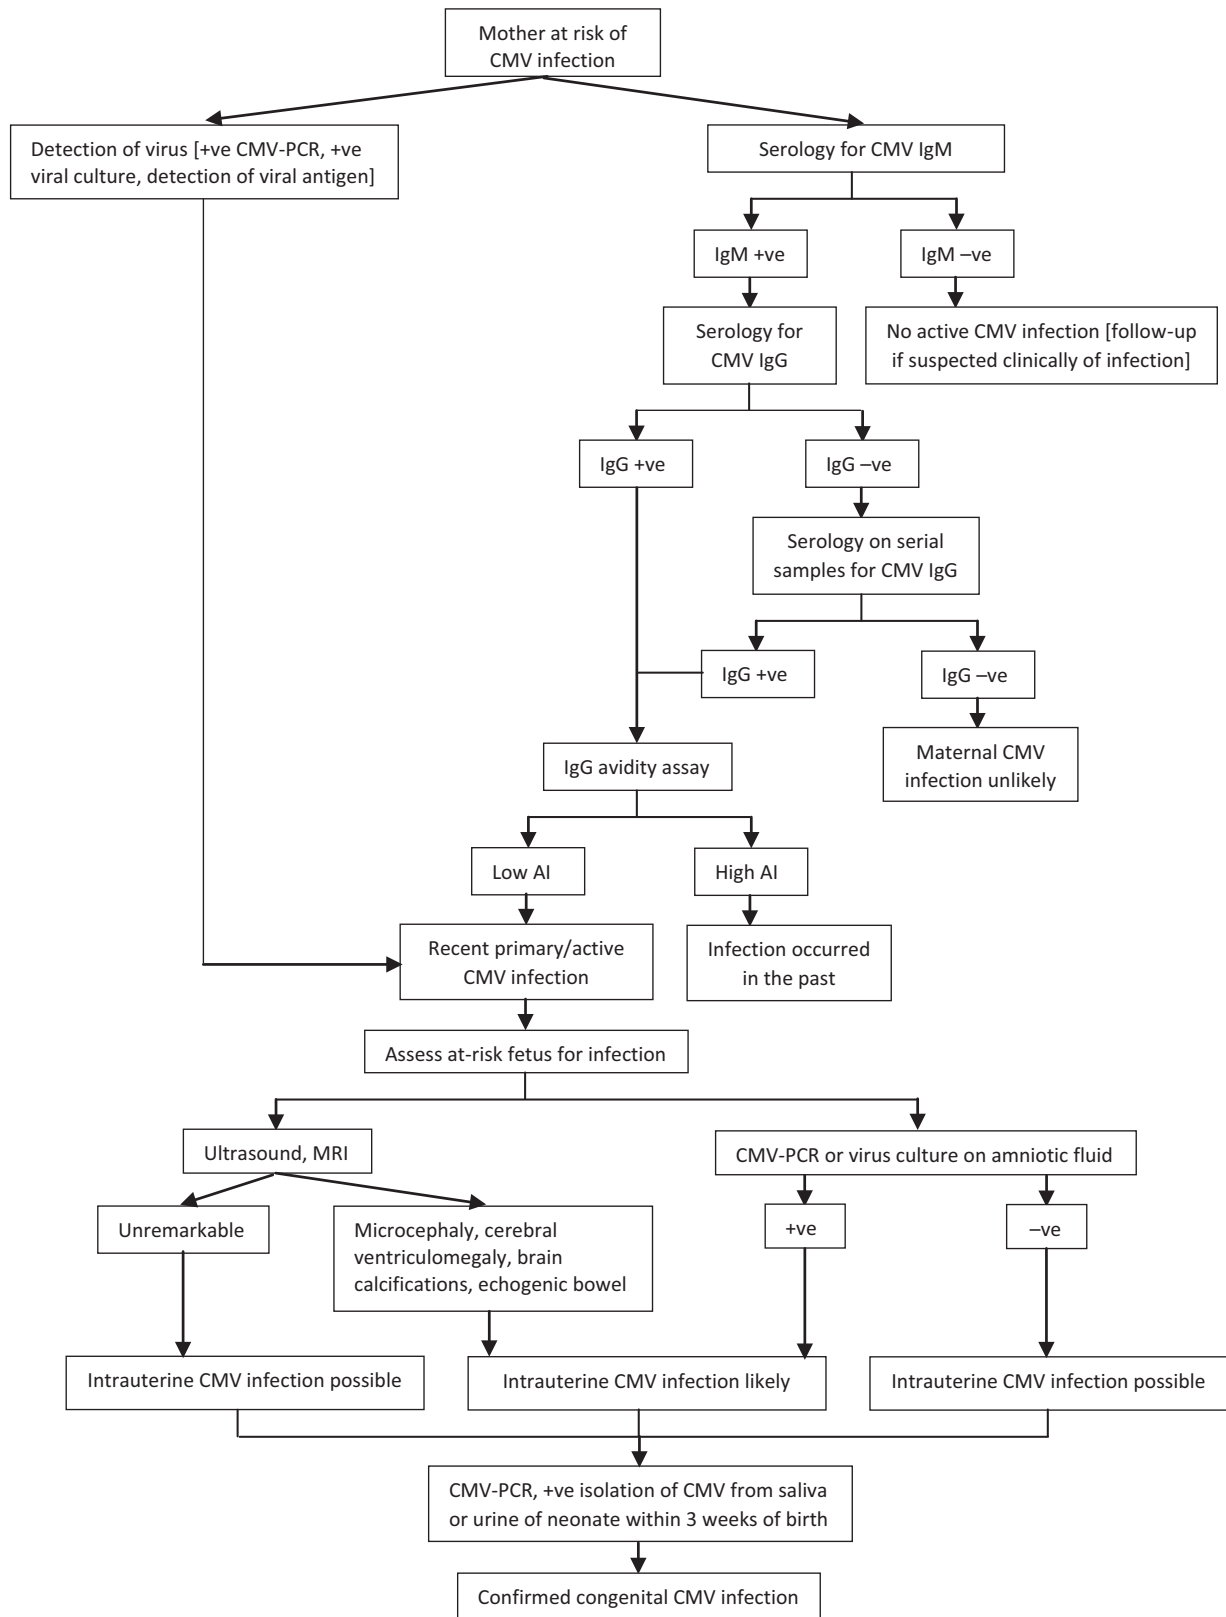 Mother at risk of
CMV infection
Detection of virus [+ve CMV-PCR, +ve
viral culture, detection of viral antigen]
Serology for CMV IgM
IgM +ve
IgM –ve
Serology for
CMV IgG
No active CMV infection [follow-up
if suspected clinically of infection]
IgG +ve
IgG –ve
Serology on serial
samples for CMV IgG
IgG +ve
IgG –ve
Maternal CMV
infection unlikely
IgG avidity assay
Low AI
High AI
Recent primary/active
CMV infection
Infection occurred
in the past
Assess at-risk fetus for infection
Ultrasound, MRI
CMV-PCR or virus culture on amniotic fluid
Unremarkable
Microcephaly, cerebral
ventriculomegaly, brain
calcifications, echogenic bowel
+ve
–ve
Intrauterine CMV infection possible
Intrauterine CMV infection likely
Intrauterine CMV infection possible
CMV-PCR, +ve isolation of CMV from saliva
or urine of neonate within 3 weeks of birth
Confirmed congenital CMV infection